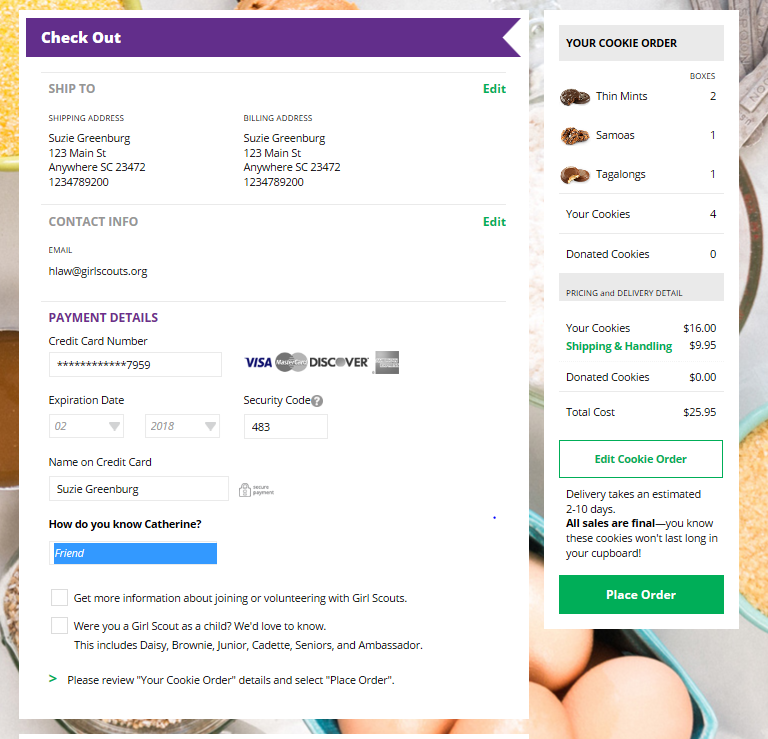 Check Out
SHIP TO
Edit
SHIPPING ADDRESS
BILLING ADDRESS
Suzie Greenburg
Suzie Greenburg
123 Main St
123 Main St
Anywhere SC 23472
Anywhere SC 23472
1234789200
1234789200
CONTACT INFO
Edit
EMAIL
hlaw@girlscouts.org
PAYMENT DETAILS
Credit Card Number
************7959
VISA MasterCard DISCOVER
Expiration Date
Security Code?
02
2018
483
Name on Credit Card
Suzie Greenburg
secure
payment
How do you know Catherine?
Friend
Get more information about joining or volunteering with Girl Scouts.
Were you a Girl Scout as a child? We'd love to know.
This includes Daisy, Brownie, Junior, Cadette, Seniors, and Ambassador.
> Please review "Your Cookie Order" details and select "Place Order".
YOUR COOKIE ORDER
BOXES
Thin Mints 2
Samoas 1
Tagalongs 1
Your Cookies 4
Donated Cookies 0
PRICING and DELIVERY DETAIL
Your Cookies $16.00
Shipping & Handling $9.95
Donated Cookies $0.00
Total Cost $25.95
Edit Cookie Order
Delivery takes an estimated
2-10 days.
All sales are final—you know
these cookies won't last long in
your cupboard!
Place Order